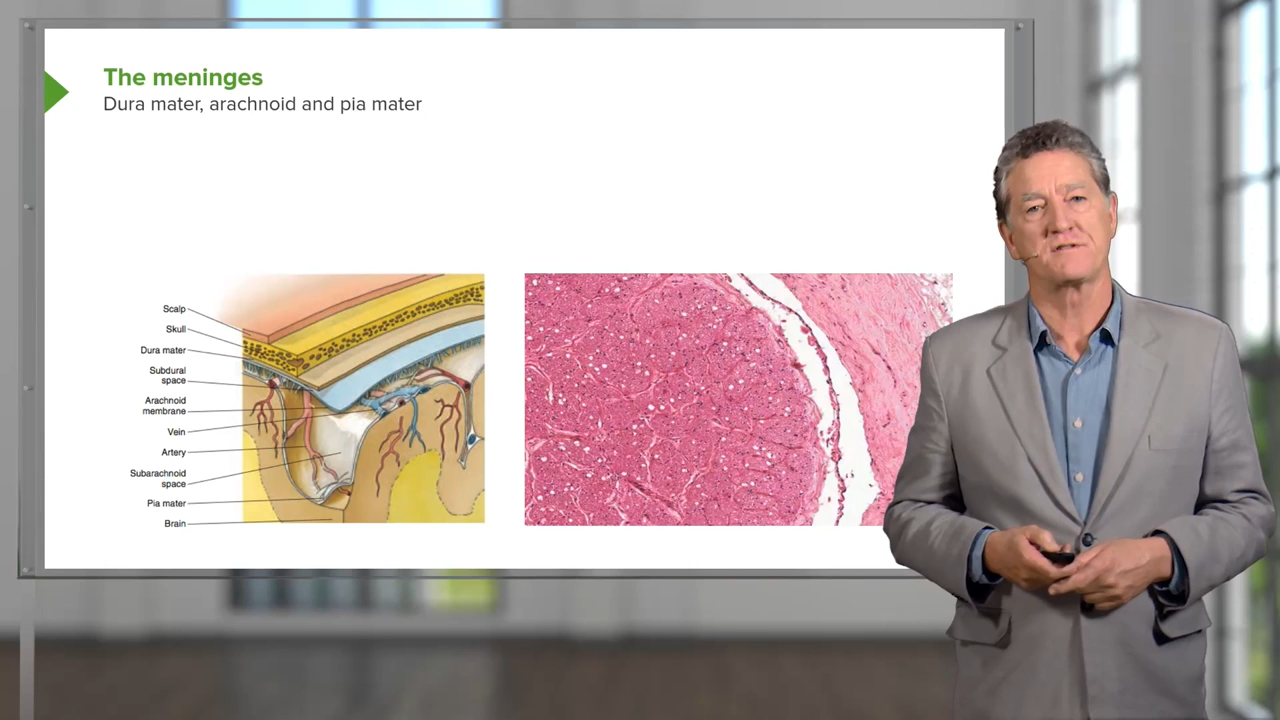 The meninges
Dura mater, arachnoid and pia mater
Scalp
Skull
Dura mater
Subdural
space
Arachnoid
membrane
Vein
Artery
Subarachnoid
space
Pia mater
Brain